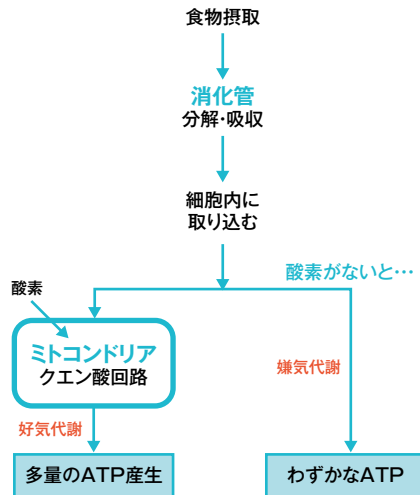 食物摂取
消化管
分解・吸収
細胞内に
取り込む
酸素がないと…
酸素
ミトコンドリア
クエン酸回路
嫌気代謝
好気代謝
多量のATP産生
わずかなATP